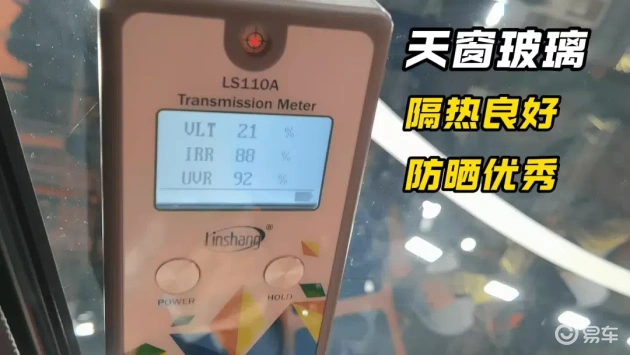 LS110A
Transmission Meter
VLT 21 %
IRR 88 %
UVR 92 %
linshang®
POWER
HOLD
天窗玻璃
隔热良好
防晒优秀
易车